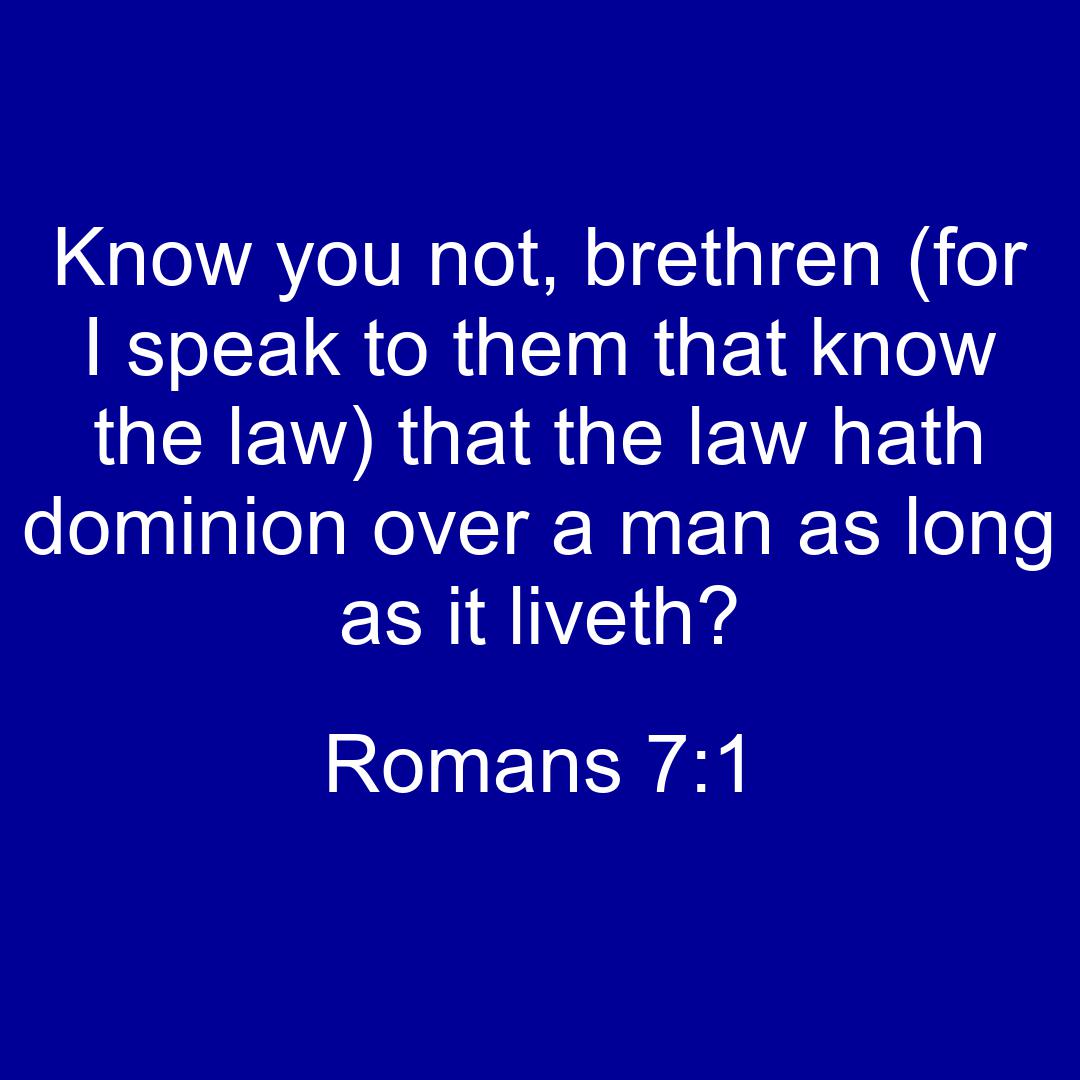 Know you not, brethren (for
I speak to them that know
the law) that the law hath
dominion over a man as long
as it liveth?
Romans 7:1